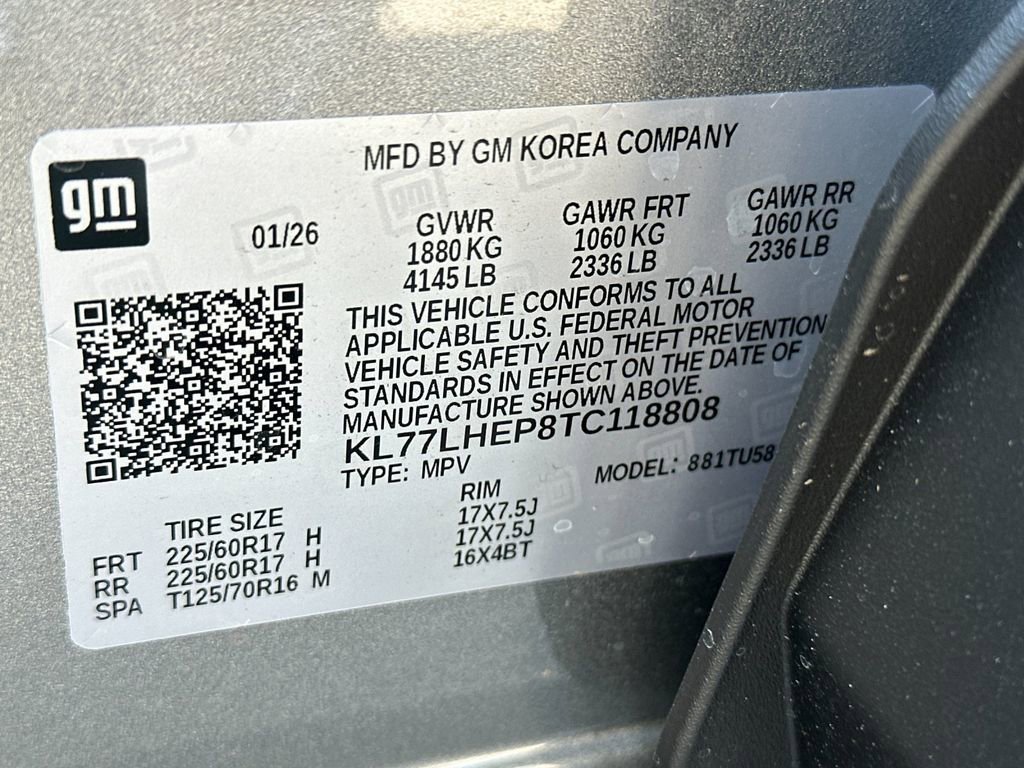 MFD BY GM KOREA COMPANY
gm
01/26
GVWR
1880 KG
4145 LB
GAWR FRT
1060 KG
2336 LB
GAWR RR
1060 KG
2336 LB
THIS VEHICLE CONFORMS TO ALL
APPLICABLE U.S. FEDERAL MOTOR
VEHICLE SAFETY AND THEFT PREVENTION
STANDARDS IN EFFECT ON THE DATE OF
MANUFACTURE SHOWN ABOVE.
KL77LHEP8TC118808
TYPE: MPV MODEL: 881TU58
TIRE SIZE RIM
FRT 225/60R17 H 17X7.5J
RR 225/60R17 H 17X7.5J
SPA T125/70R16 M 16X4BT